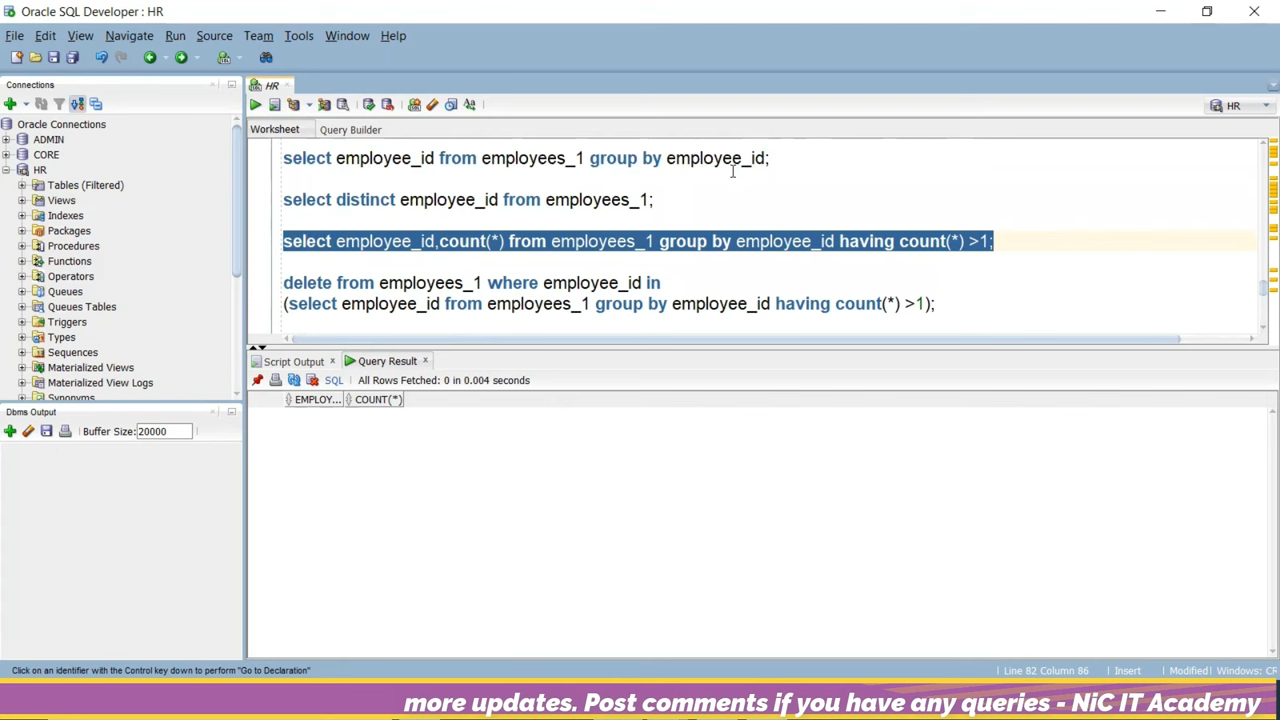 Oracle SQL Developer : HR
File Edit View Navigate Run Source Team Tools Window Help
Connections
HR
HR
Worksheet
Query Builder
Oracle Connections
ADMIN
CORE
HR
Tables (Filtered)
Views
Indexes
Packages
Procedures
Functions
Operators
Queues
Queues Tables
Triggers
Types
Sequences
Materialized Views
Materialized View Logs
Synonyms
select employee_id from employees_1 group by employee_id;
select distinct employee_id from employees_1;
select employee_id,count(*) from employees_1 group by employee_id having count(*) >1;
delete from employees_1 where employee_id in
(select employee_id from employees_1 group by employee_id having count(*) >1);
Script Output × Query Result ×
SQL All Rows Fetched: 0 in 0.004 seconds
EMPLOY... COUNT(*)
Dbms Output
Buffer Size: 20000
Click on an identifier with the Control key down to perform "Go to Declaration"
Line 82 Column 86 Insert Modified Windows: CR
more updates. Post comments if you have any queries - NiC IT Academy